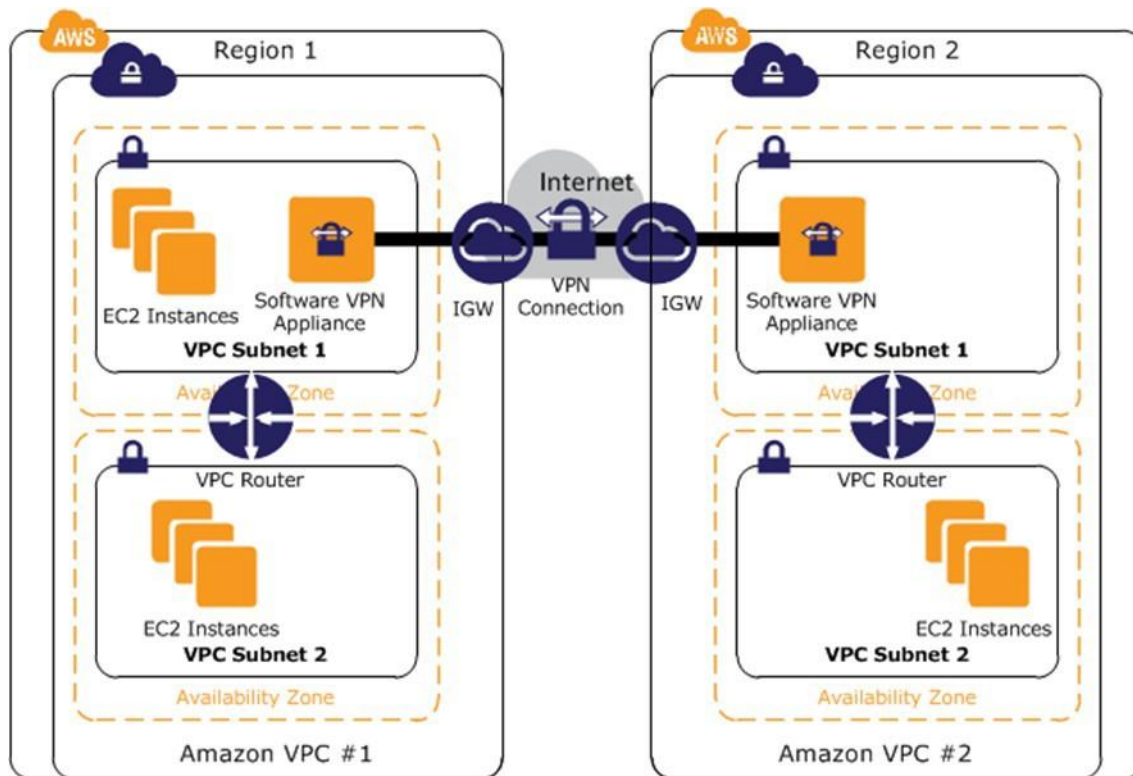 AWS
Region 1
EC2 Instances
Software VPN
Appliance
VPC Subnet 1
Availability Zone
VPC Router
EC2 Instances
VPC Subnet 2
Availability Zone
Amazon VPC #1
IGW
Internet
VPN
Connection
IGW
AWS
Region 2
Software VPN
Appliance
VPC Subnet 1
Availability Zone
VPC Router
EC2 Instances
VPC Subnet 2
Availability Zone
Amazon VPC #2